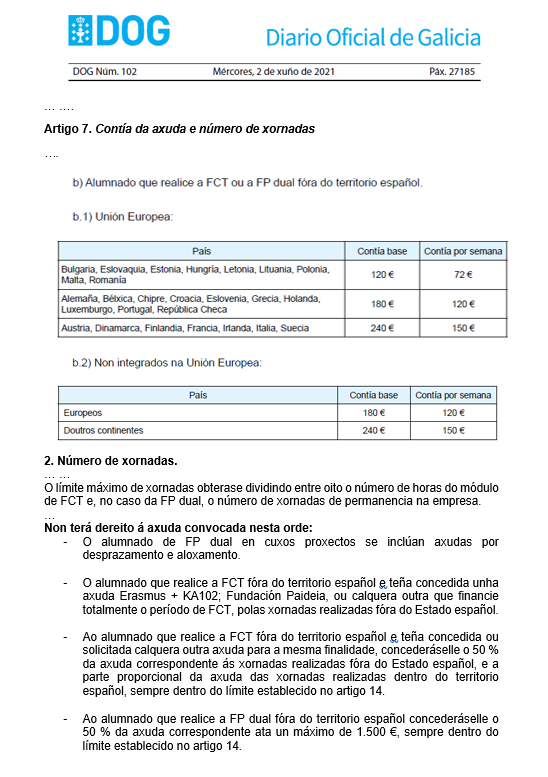 DOG
Diario Oficial de Galicia
DOG Núm. 102 Mércores, 2 de xuño de 2021 Páx. 27185
... ....
Artigo 7. Contía da axuda e número de xornadas
....
b) Alumnado que realice a FCT ou a FP dual fóra do territorio español.
b.1) Unión Europea:
País Contía base Contía por semana
Bulgaria, Eslovaquia, Estonia, Hungría, Letonia, Lituania, Polonia,
Malta, Romanía 120 € 72 €
Alemaña, Bélxica, Chipre, Croacia, Eslovenia, Grecia, Holanda,
Luxemburgo, Portugal, República Checa 180 € 120 €
Austria, Dinamarca, Finlandia, Francia, Irlanda, Italia, Suecia 240 € 150 €
b.2) Non integrados na Unión Europea:
País Contía base Contía por semana
Europeos 180 € 120 €
Doutros continentes 240 € 150 €
2. Número de xornadas.
... ...
O límite máximo de xornadas obterase dividindo entre oito o número de horas do módulo
de FCT e, no caso da FP dual, o número de xornadas de permanencia na empresa.
...
Non terá dereito á axuda convocada nesta orde:
- O alumnado de FP dual en cuxos proxectos se inclúan axudas por
desprazamento e aloxamento.
- O alumnado que realice a FCT fóra do territorio español e teña concedida unha
axuda Erasmus + KA102; Fundación Paideia, ou calquera outra que financie
totalmente o período de FCT, polas xornadas realizadas fóra do Estado español.
- Ao alumnado que realice a FCT fóra do territorio español e teña concedida ou
solicitada calquera outra axuda para a mesma finalidade, concederáselle o 50 %
da axuda correspondente ás xornadas realizadas fóra do Estado español, e a
parte proporcional da axuda das xornadas realizadas dentro do territorio
español, sempre dentro do límite establecido no artigo 14.
- Ao alumnado que realice a FP dual fóra do territorio español concederáselle o
50 % da axuda correspondente ata un máximo de 1.500 €, sempre dentro do
límite establecido no artigo 14.